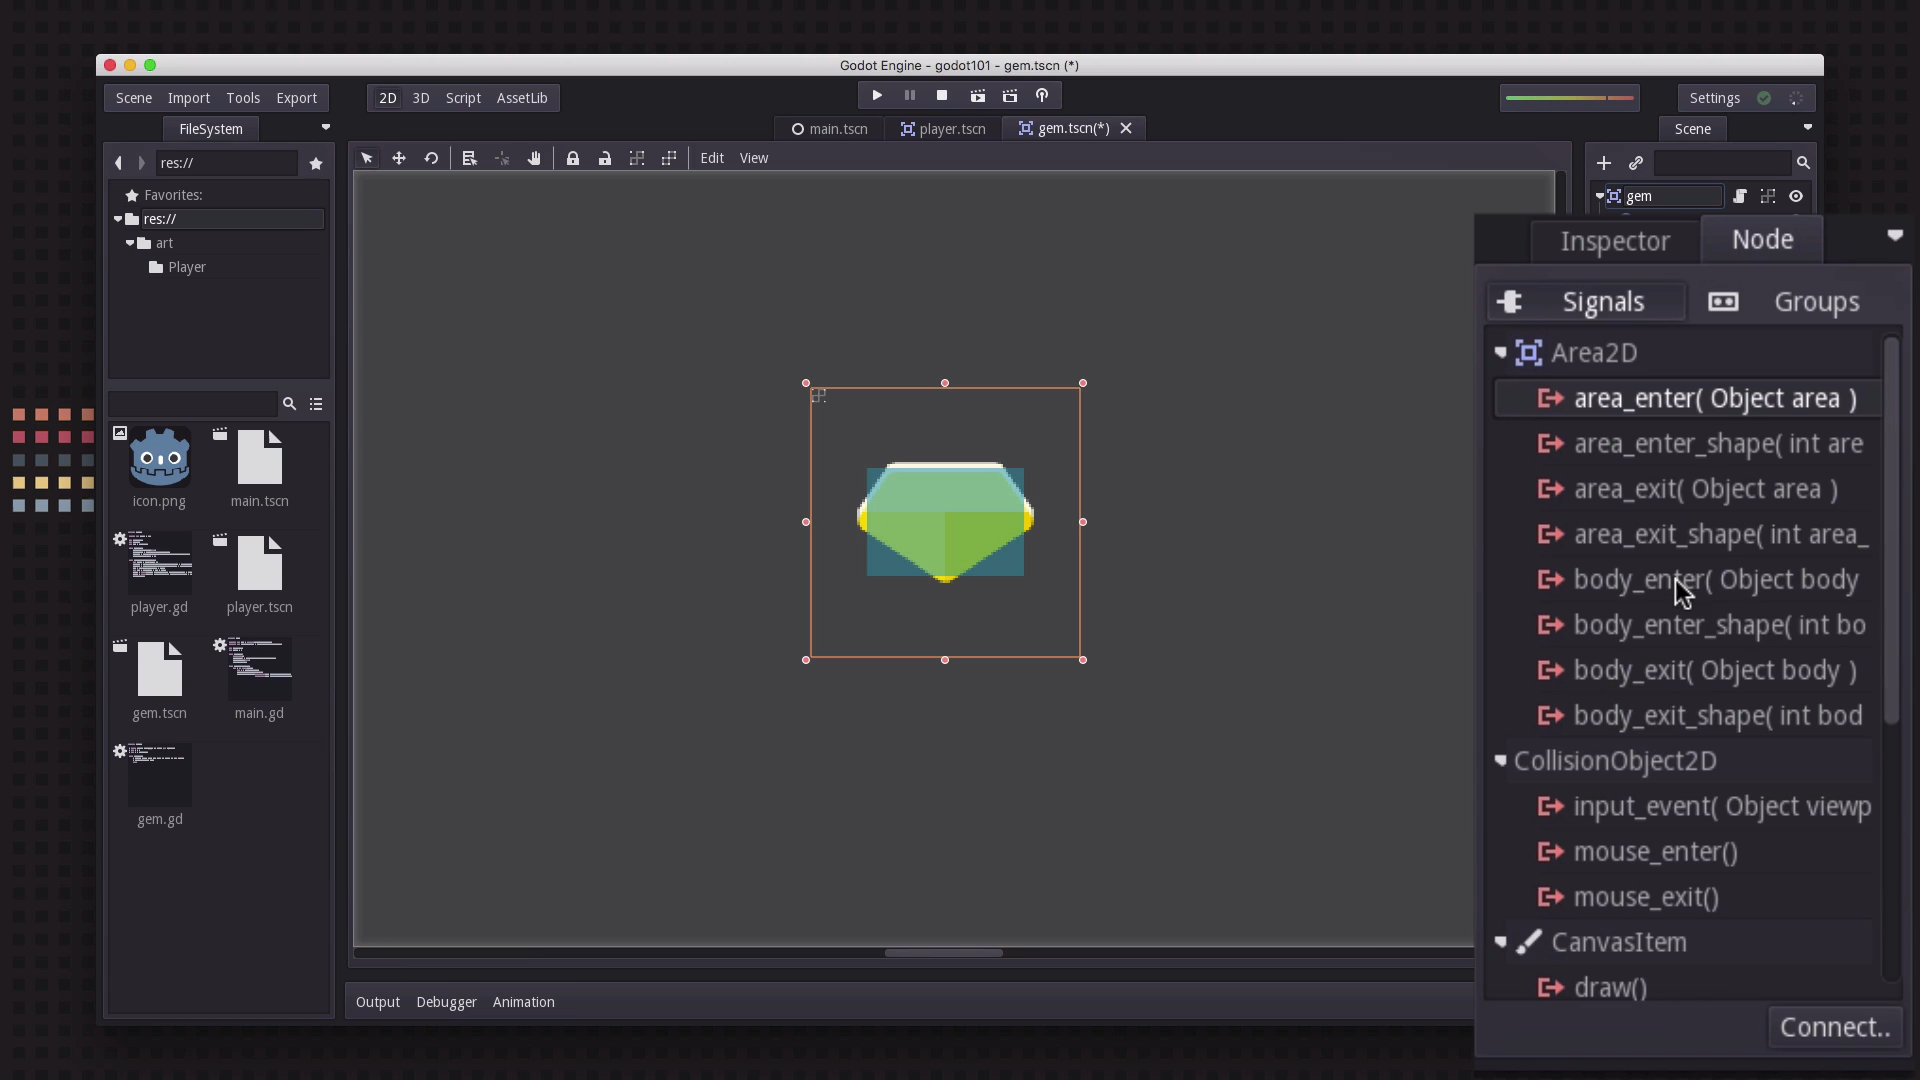 Godot Engine - godot101 - gem.tscn (*)
Scene Import Tools Export
2D 3D Script AssetLib
Settings
FileSystem
main.tscn
player.tscn
gem.tscn(*)
Scene
res://
Edit View
Favorites:
res://
art
Player
gem
Inspector
Node
Signals
Groups
Area2D
area_enter( Object area )
area_enter_shape( int are
area_exit( Object area )
area_exit_shape( int area_
body_enter( Object body
body_enter_shape( int bo
body_exit( Object body )
body_exit_shape( int bod
CollisionObject2D
input_event( Object viewp
mouse_enter()
mouse_exit()
CanvasItem
draw()
Connect..
icon.png
main.tscn
player.gd
player.tscn
gem.tscn
main.gd
gem.gd
Output Debugger Animation